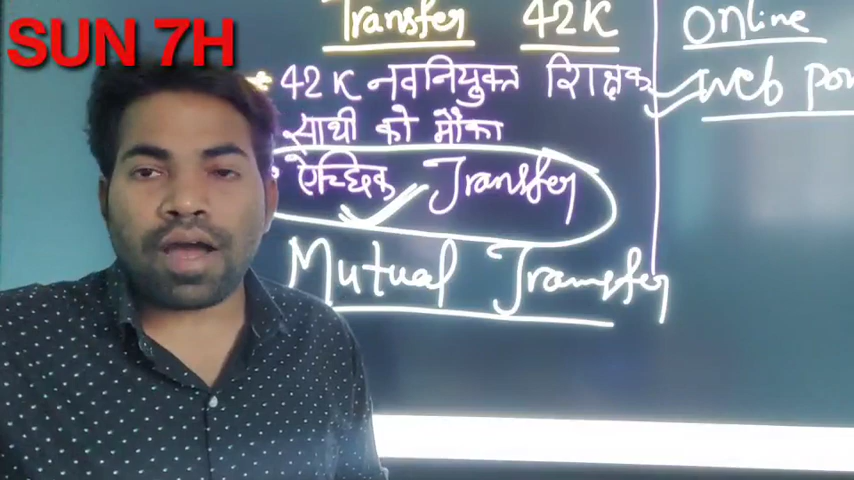 SUN 7H
Transfer 42K
42K नवनियुक्त शिक्षक
साथी को मौका
ऐच्छिक Transfer
Mutual Transfer
Online
web por